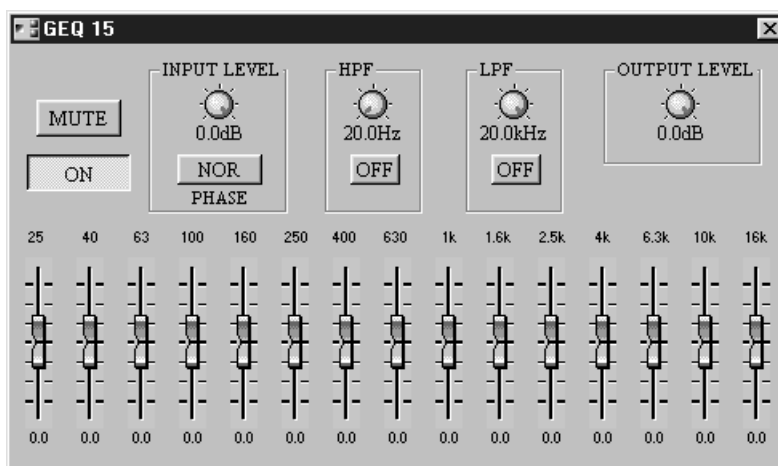 GEQ 15
INPUT LEVEL HPF LPF OUTPUT LEVEL
MUTE 0.0dB 20.0Hz 20.0kHz 0.0dB
ON NOR OFF OFF
PHASE
25 40 63 100 160 250 400 630 1k 1.6k 2.5k 4k 6.3k 10k 16k
0.0 0.0 0.0 0.0 0.0 0.0 0.0 0.0 0.0 0.0 0.0 0.0 0.0 0.0 0.0